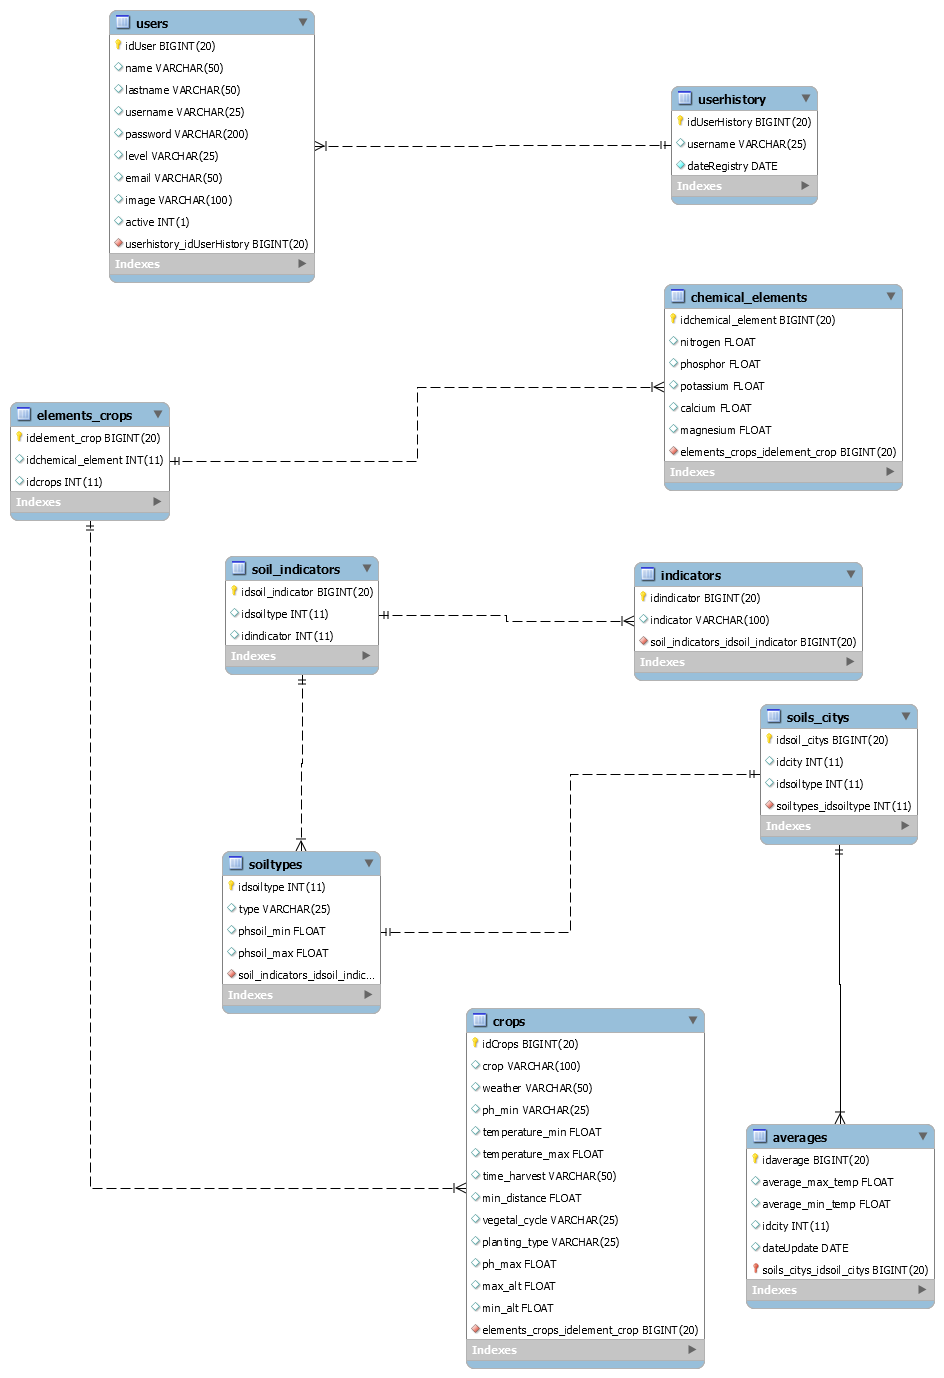 users
idUser BIGINT(20)
name VARCHAR(50)
lastname VARCHAR(50)
username VARCHAR(25)
password VARCHAR(200)
level VARCHAR(25)
email VARCHAR(50)
image VARCHAR(100)
active INT(1)
userhistory_idUserHistory BIGINT(20)
Indexes
userhistory
idUserHistory BIGINT(20)
username VARCHAR(25)
dateRegistry DATE
Indexes
chemical_elements
idchemical_element BIGINT(20)
nitrogen FLOAT
phosphor FLOAT
potassium FLOAT
calcium FLOAT
magnesium FLOAT
elements_crops_idelement_crop BIGINT(20)
Indexes
elements_crops
idelement_crop BIGINT(20)
idchemical_element INT(11)
idcrops INT(11)
Indexes
soil_indicators
idsoil_indicator BIGINT(20)
idsoiltype INT(11)
idindicator INT(11)
Indexes
indicators
idindicator BIGINT(20)
indicator VARCHAR(100)
soil_indicators_idsoil_indicator BIGINT(20)
Indexes
soils_citys
idsoil_citys BIGINT(20)
idcity INT(11)
idsoiltype INT(11)
soiltypes_idsoiltype INT(11)
Indexes
soiltypes
idsoiltype INT(11)
type VARCHAR(25)
phsoil_min FLOAT
phsoil_max FLOAT
soil_indicators_idsoil_indic...
Indexes
crops
idCrops BIGINT(20)
crop VARCHAR(100)
weather VARCHAR(50)
ph_min VARCHAR(25)
temperature_min FLOAT
temperature_max FLOAT
time_harvest VARCHAR(50)
min_distance FLOAT
vegetal_cycle VARCHAR(25)
planting_type VARCHAR(25)
ph_max FLOAT
max_alt FLOAT
min_alt FLOAT
elements_crops_idelement_crop BIGINT(20)
Indexes
averages
idaverage BIGINT(20)
average_max_temp FLOAT
average_min_temp FLOAT
idcity INT(11)
dateUpdate DATE
soils_citys_idsoil_citys BIGINT(20)
Indexes